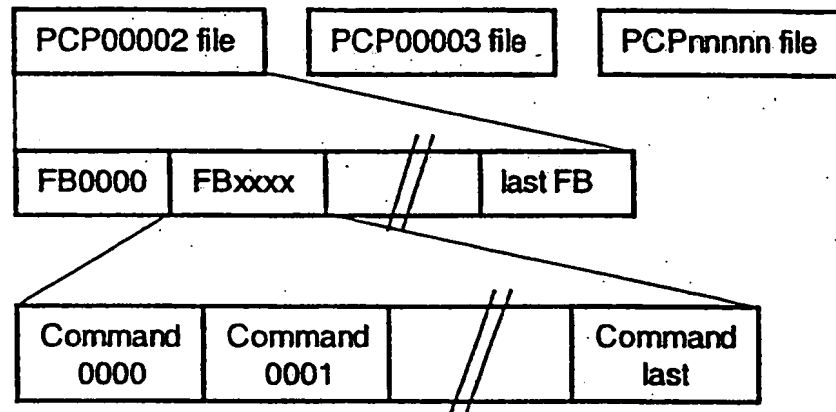 PCP00002 file PCP00003 file PCPnnnnn file
FB0000 FBxxxx last FB
Command Command Command
0000 0001 last